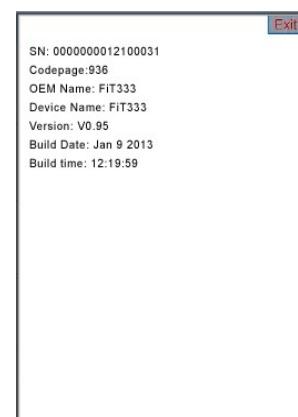 Exit
SN: 0000000012100031
Codepage:936
OEM Name: FiT333
Device Name: FiT333
Version: V0.95
Build Date: Jan 9 2013
Build time: 12:19:59